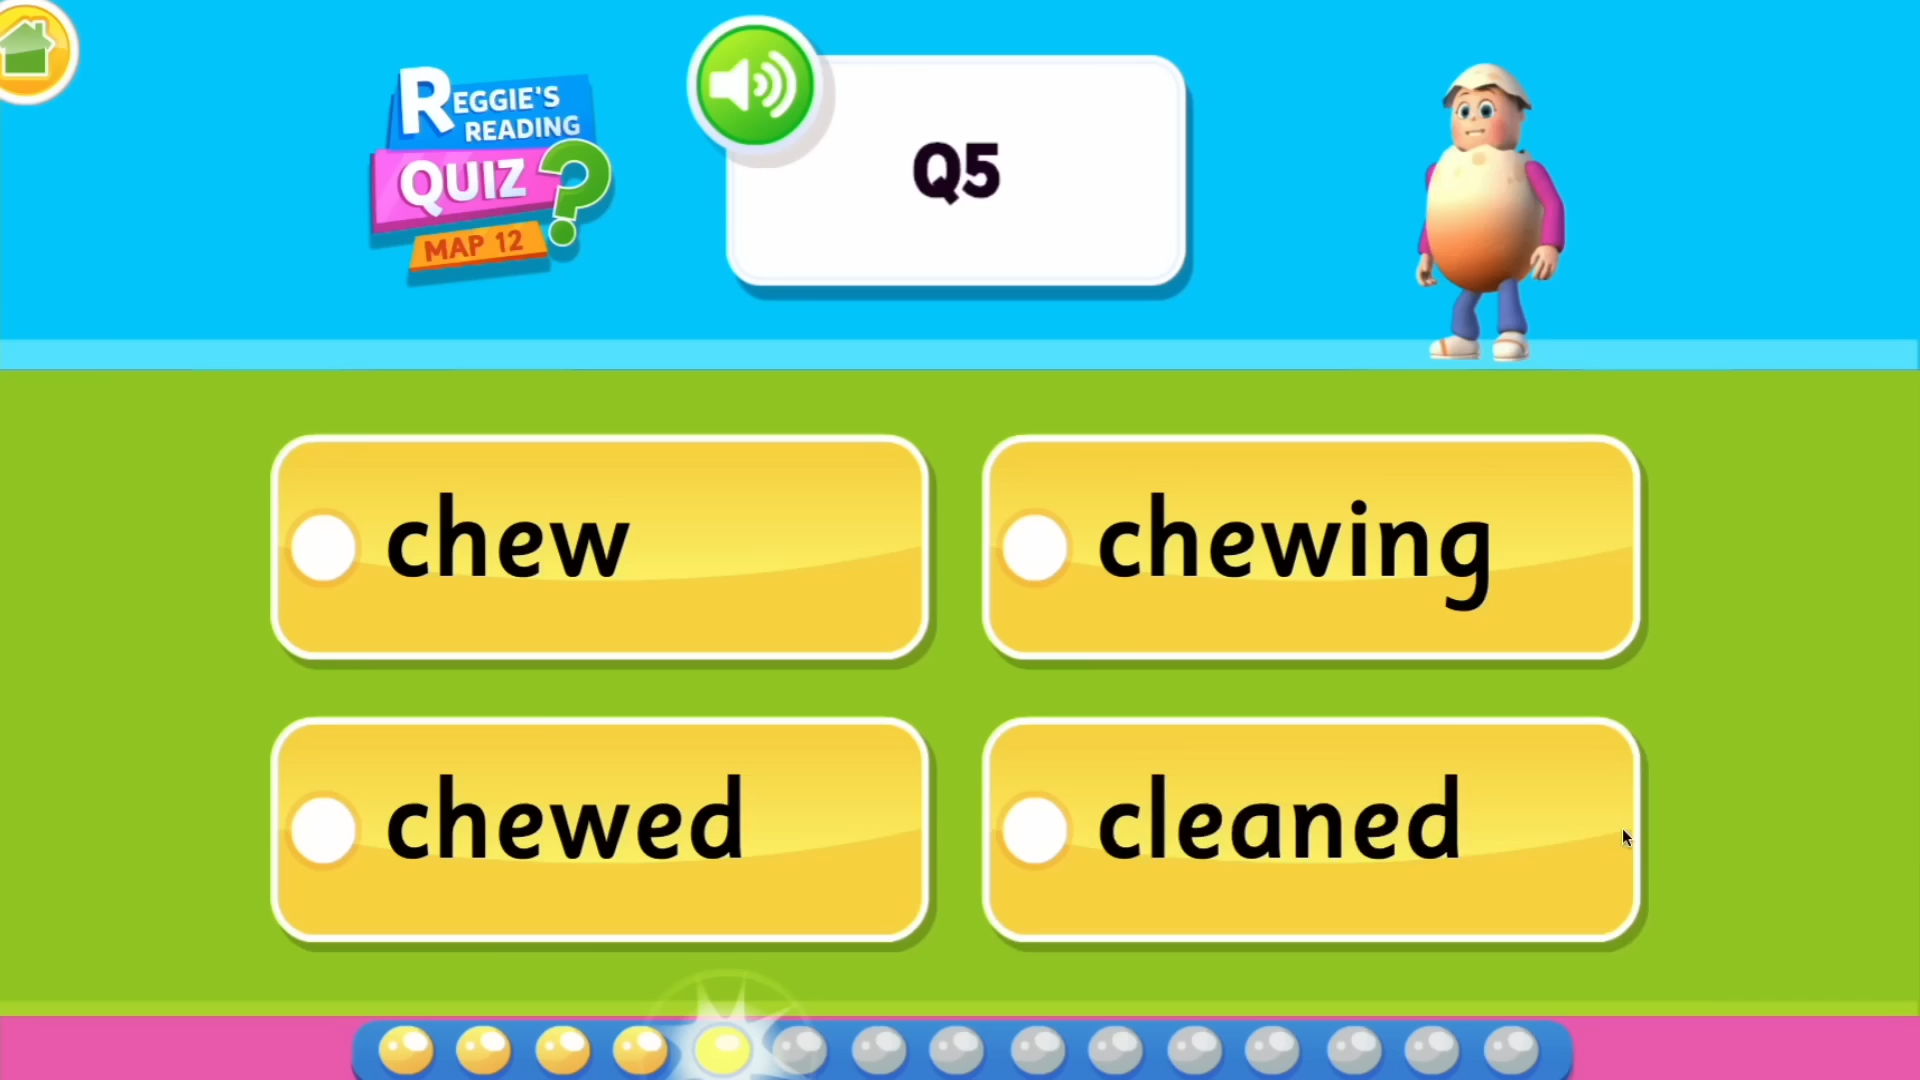 REGGIE'S
READING
QUIZ?
MAP 12
Q5
chew
chewing
chewed
cleaned